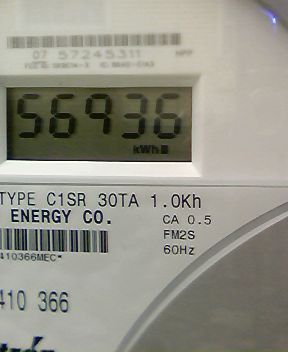 07 57245311
56936
kWh
TYPE C1SR 30TA 1.0Kh
ENERGY CO.
CA 0.5
FM2S
60Hz
410366MEC*
410 366